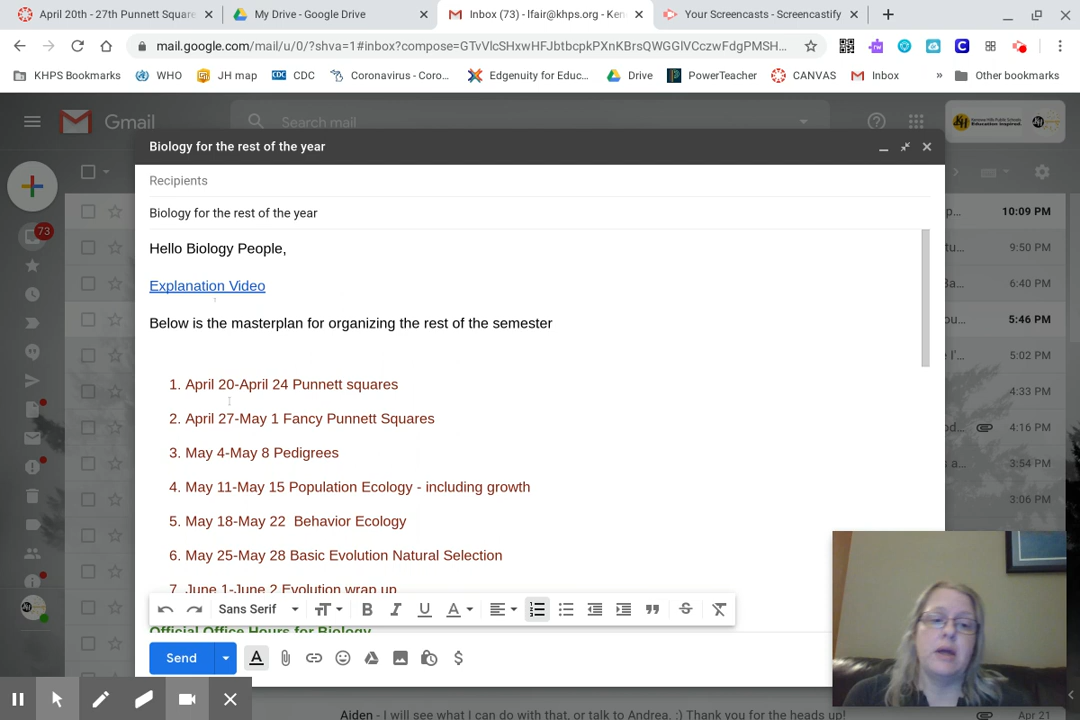 April 20th - 27th Punnett Square
My Drive - Google Drive
Inbox (73) - lfair@khps.org - Ken
Your Screencasts - Screencastify
mail.google.com/mail/u/0/?shva=1#inbox?compose=GTvVlcSHxwHFJbtbcpkPXnKBrsQWGGlVCczwFdgPMSH...
KHPS Bookmarks WHO JH map CDC Coronavirus - Coro... Edgenuity for Educ... Drive PowerTeacher CANVAS Inbox » Other bookmarks
Gmail Search mail
Biology for the rest of the year
Recipients
Biology for the rest of the year
Hello Biology People,
Explanation Video
Below is the masterplan for organizing the rest of the semester
1. April 20-April 24 Punnett squares
2. April 27-May 1 Fancy Punnett Squares
3. May 4-May 8 Pedigrees
4. May 11-May 15 Population Ecology - including growth
5. May 18-May 22 Behavior Ecology
6. May 25-May 28 Basic Evolution Natural Selection
7. June 1-June 2 Evolution wrap up
Official Office Hours for Biology
Sans Serif
Send
73
p... 10:09 PM
tu... 9:50 PM
Ba... 6:40 PM
ou... 5:46 PM
e I'... 5:02 PM
4:33 PM
od... 4:16 PM
s a... 3:54 PM
3:06 PM
Aiden - I will see what I can do with that, or talk to Andrea. :) Thank you for the heads up! Apr 21